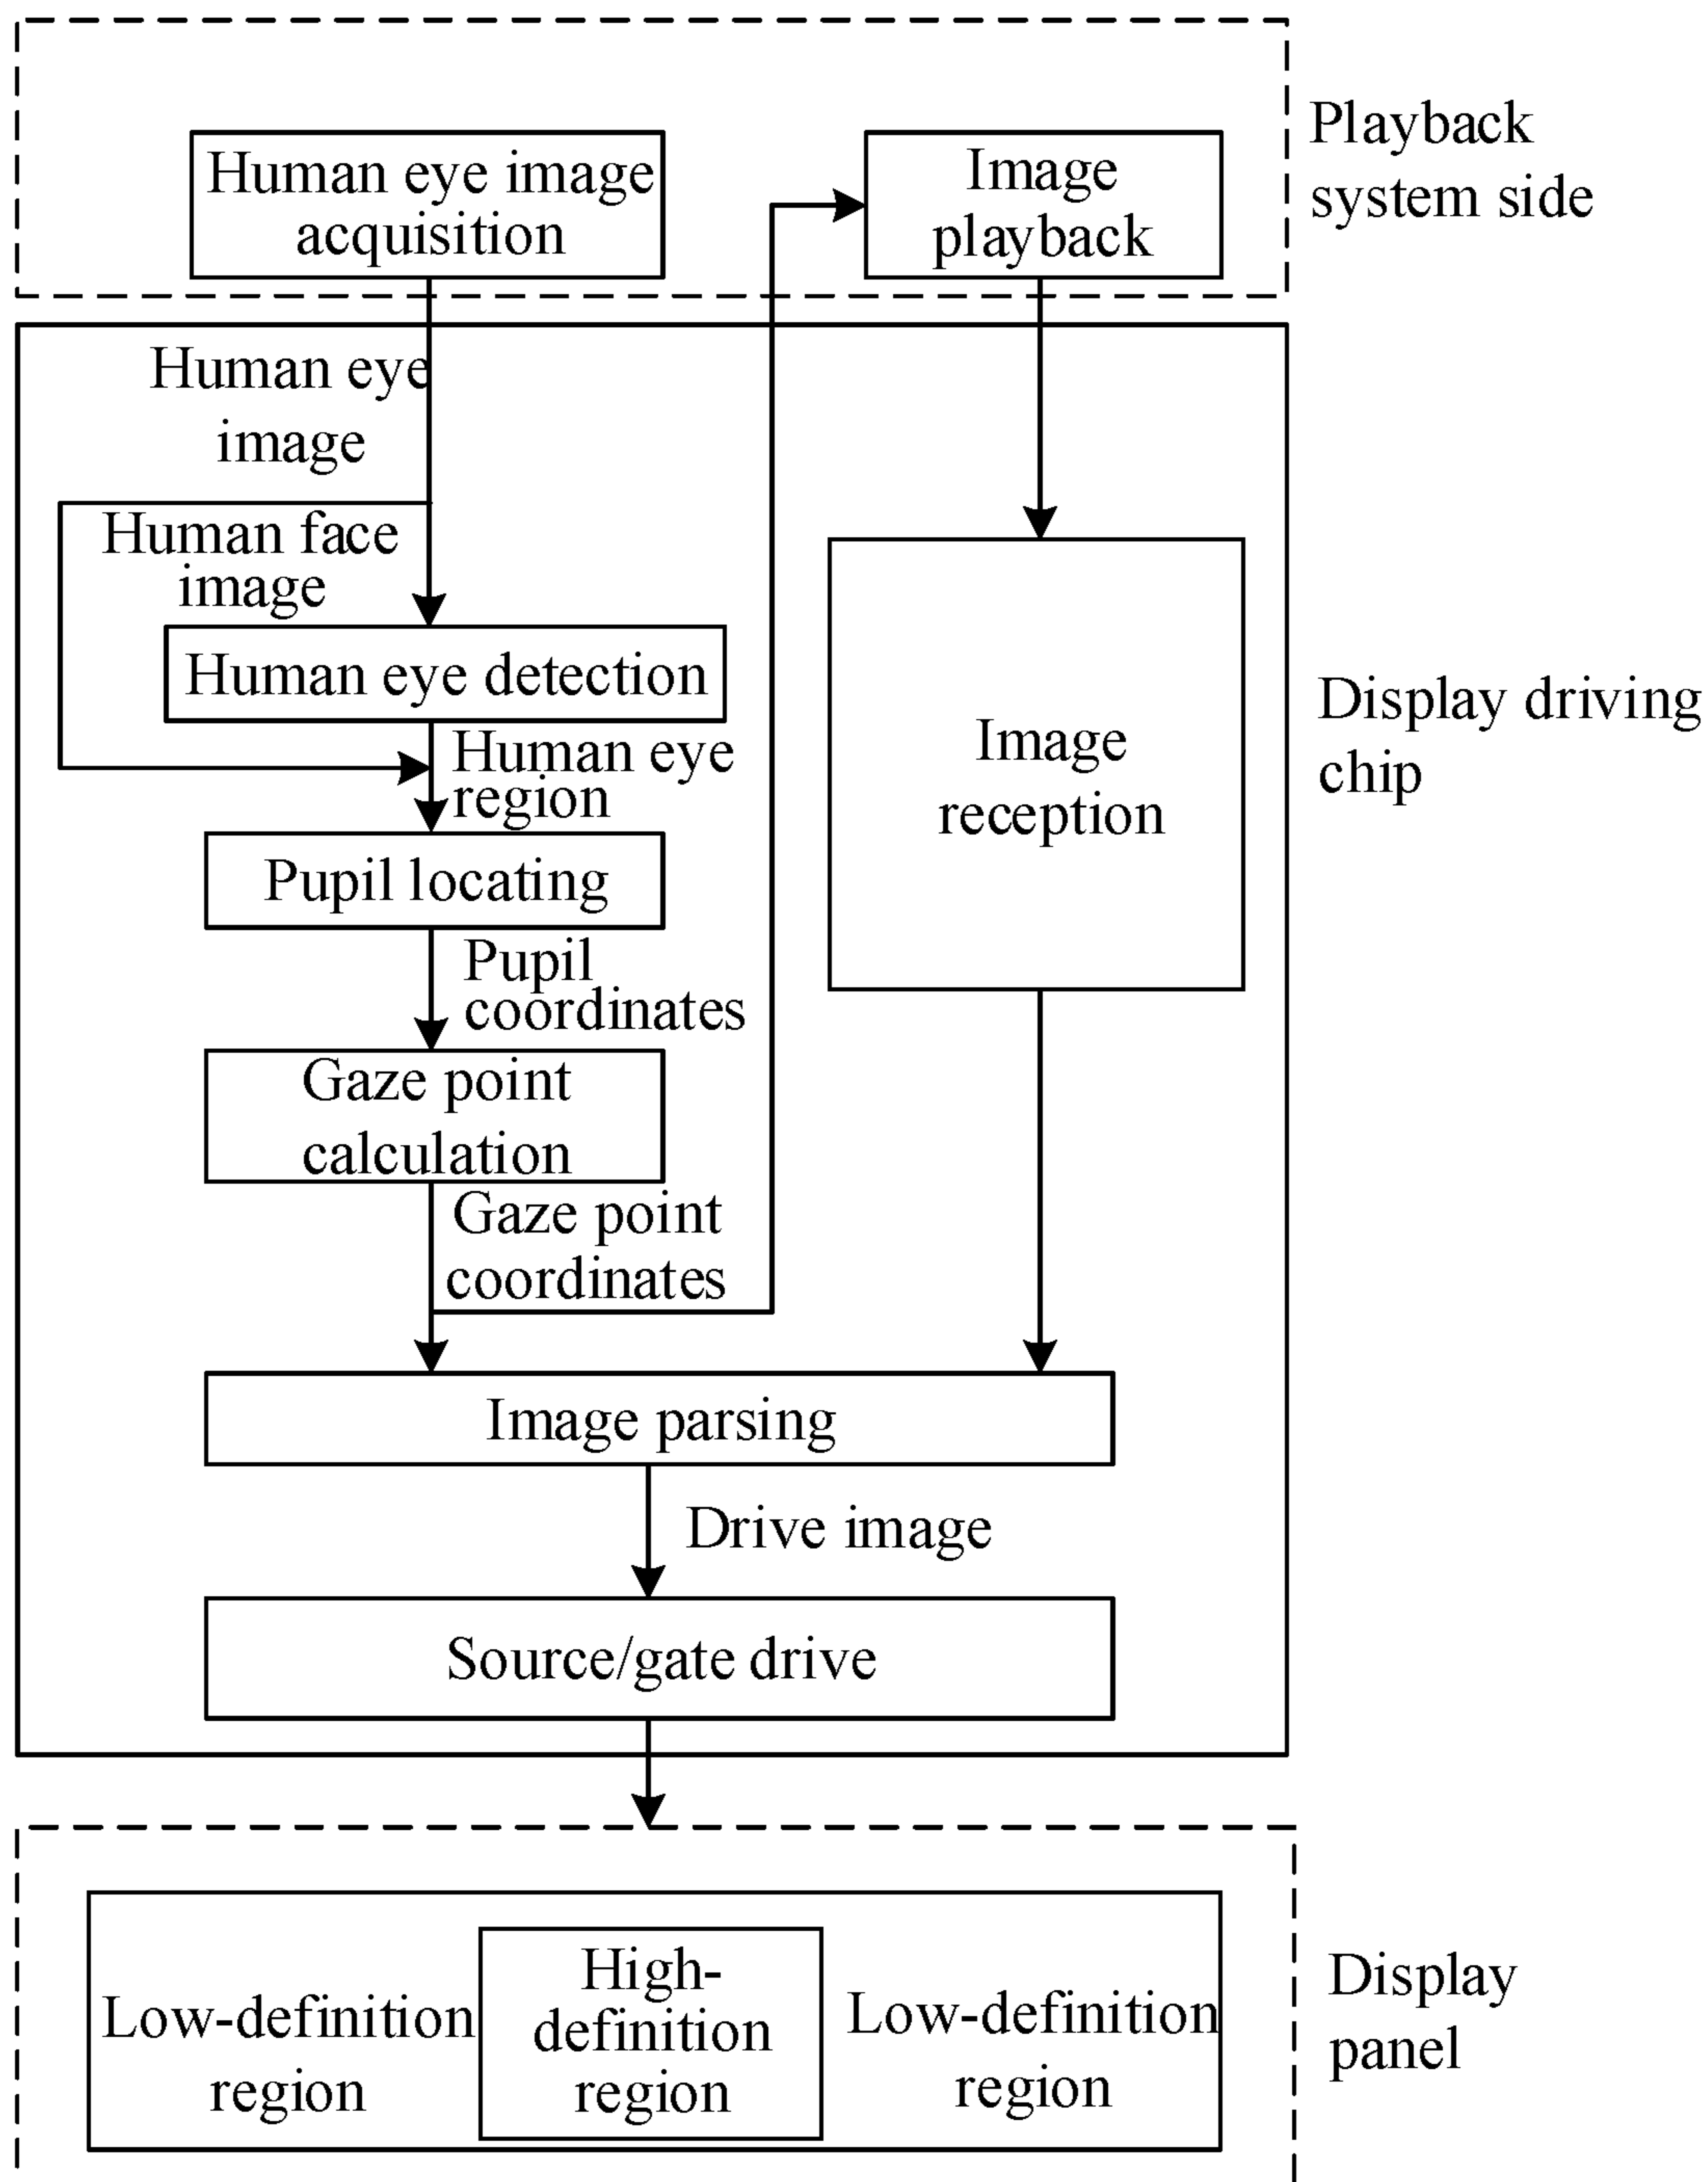 Human eye image
acquisition
Image
playback
Playback
system side
Human eye
image
Human face
image
Human eye detection
Human eye
region
Pupil locating
Pupil
coordinates
Gaze point
calculation
Gaze point
coordinates
Image
reception
Display driving
chip
Image parsing
Drive image
Source/gate drive
Low-definition
region
High-
definition
region
Low-definition
region
Display
panel